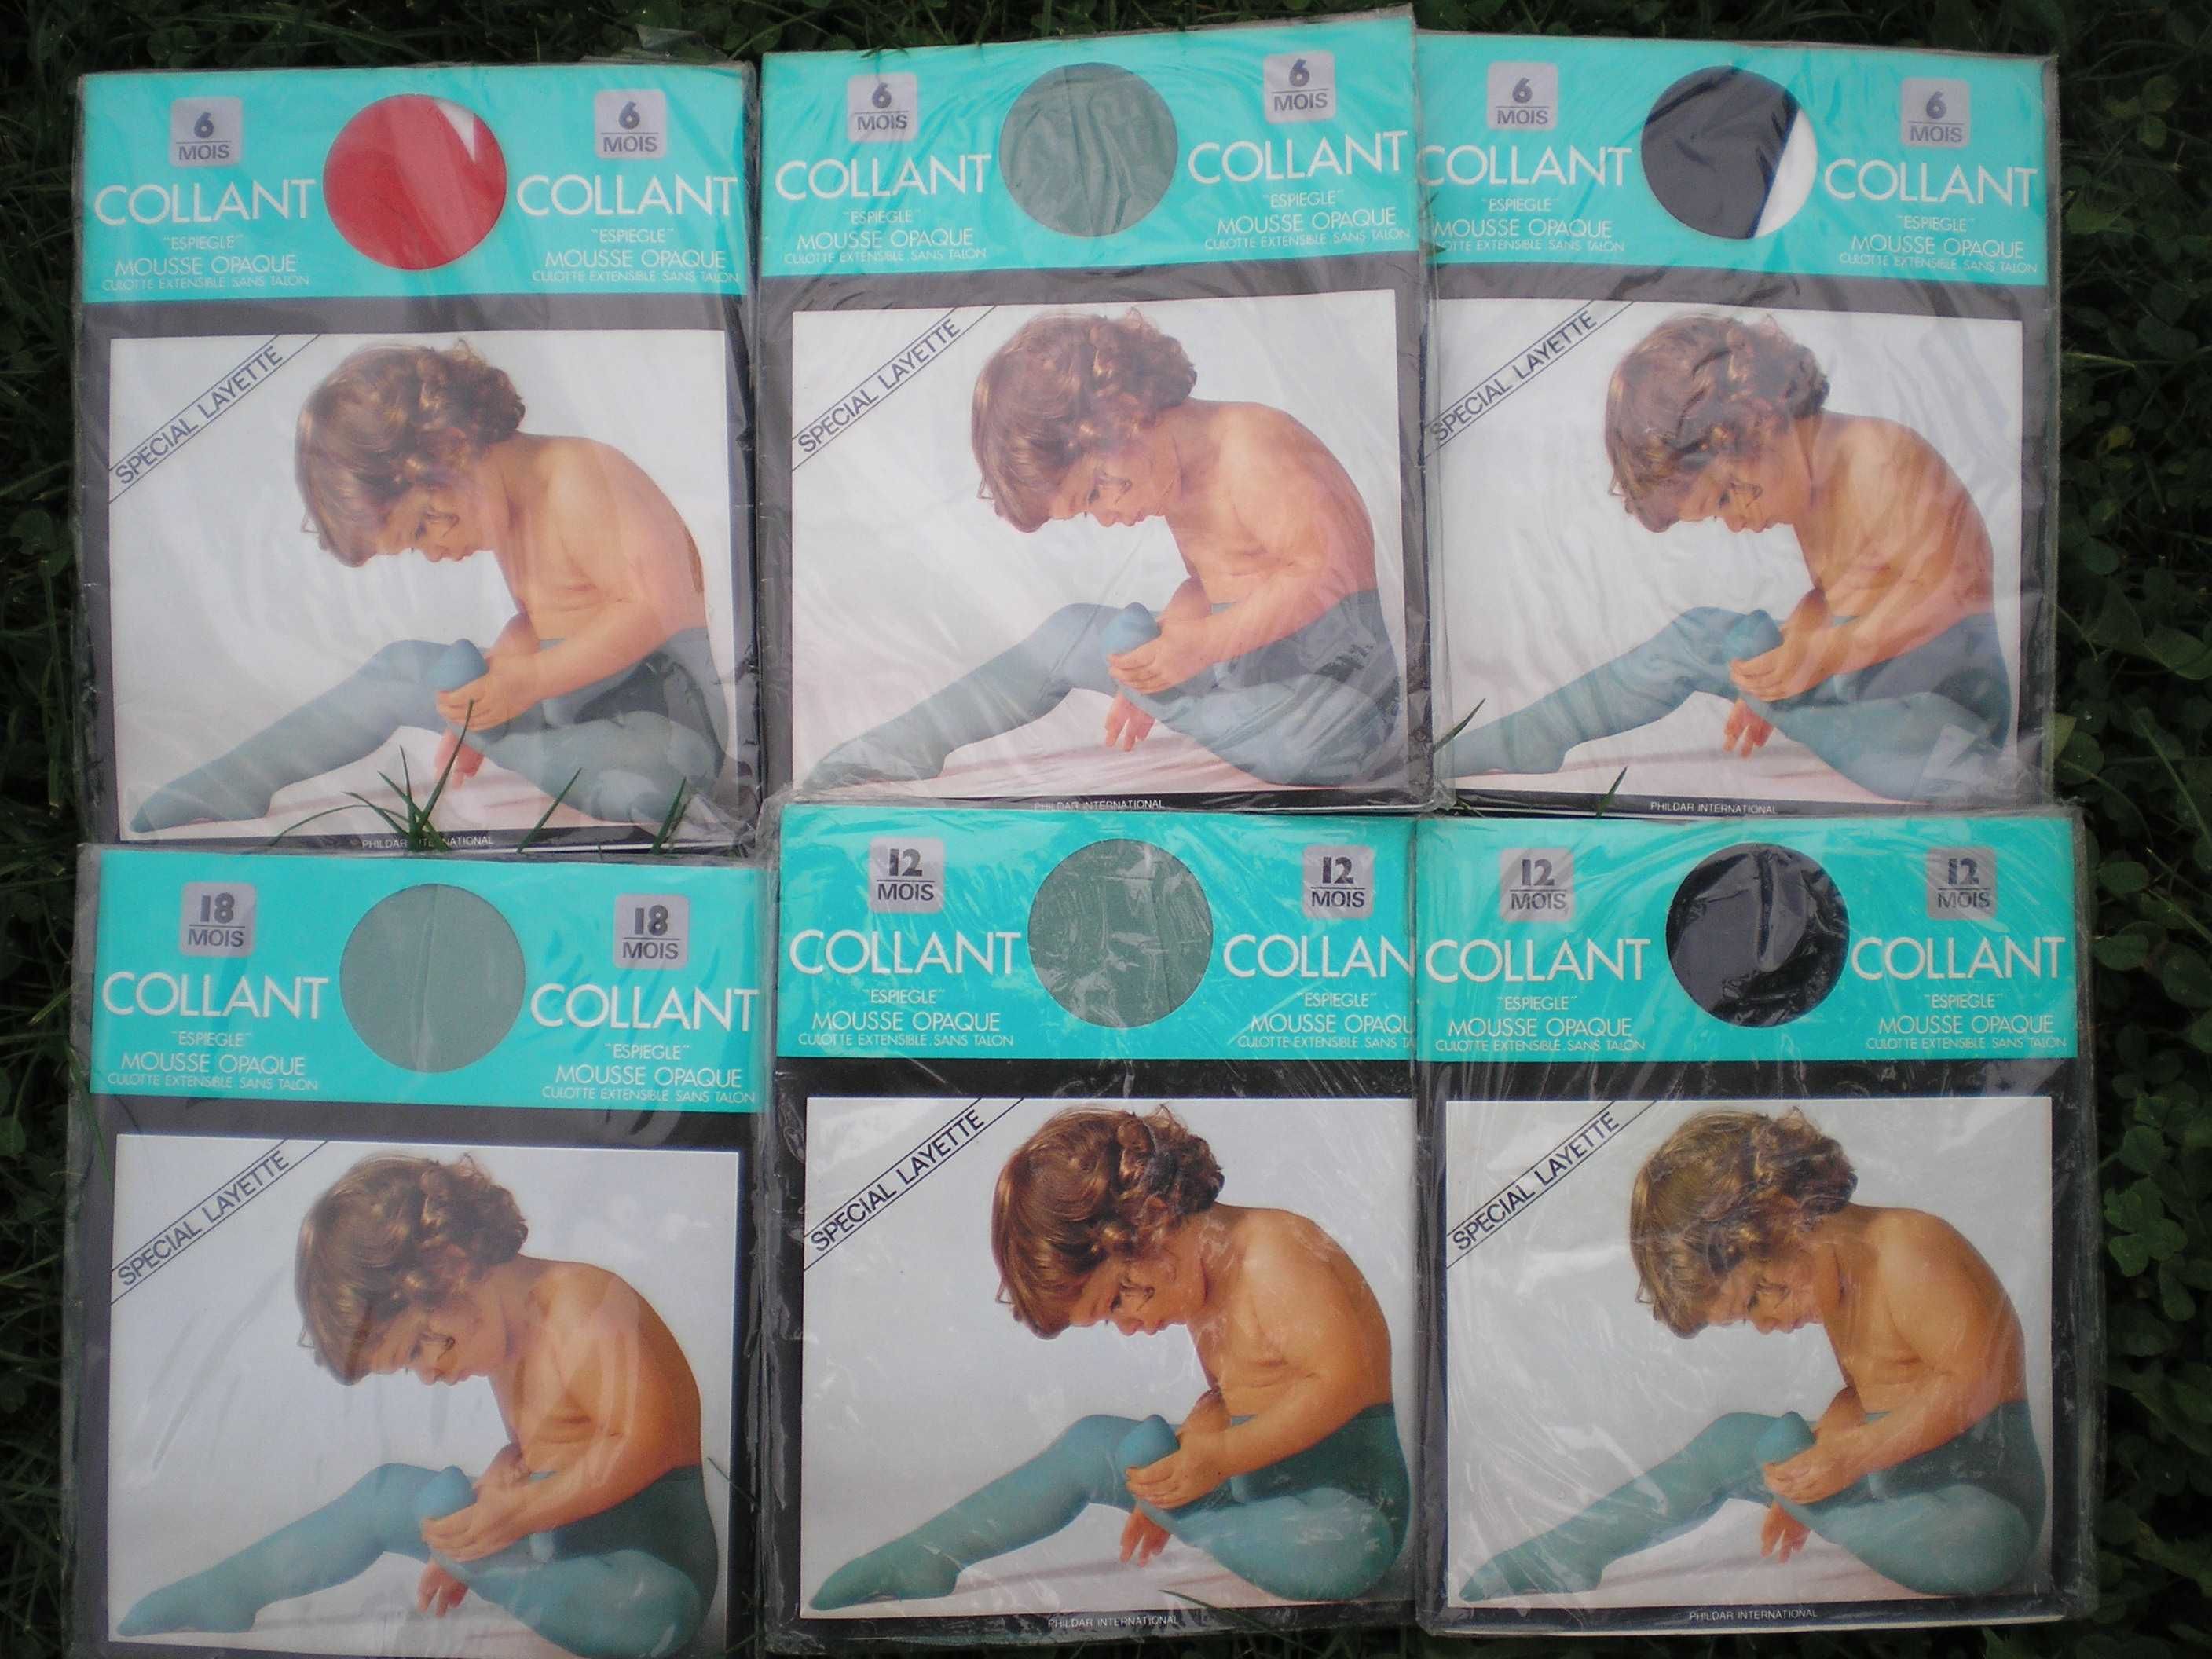 6
MOIS
COLLANT
"ESPIEGLE"
MOUSSE OPAQUE
CULOTTE EXTENSIBLE. SANS TALON
6
MOIS
COLLANT
"ESPIEGLE"
MOUSSE OPAQUE
CULOTTE EXTENSIBLE. SANS TALON
SPECIAL LAYETTE
PHILDAR INTERNATIONAL
6
MOIS
COLLANT
"ESPIEGLE"
MOUSSE OPAQUE
CULOTTE EXTENSIBLE. SANS TALON
6
MOIS
COLLANT
"ESPIEGLE"
MOUSSE OPAQUE
CULOTTE EXTENSIBLE. SANS TALON
SPECIAL LAYETTE
PHILDAR INTERNATIONAL
6
MOIS
COLLANT
"ESPIEGLE"
MOUSSE OPAQUE
OTTE EXTENSIBLE. SANS TALON
6
MOIS
COLLANT
"ESPIEGLE"
MOUSSE OPAQUE
CULOTTE EXTENSIBLE. SANS TALON
SPECIAL LAYETTE
PHILDAR INTERNATIONAL
18
MOIS
COLLANT
"ESPIEGLE"
MOUSSE OPAQUE
CULOTTE EXTENSIBLE. SANS TALON
18
MOIS
COLLANT
"ESPIEGLE"
MOUSSE OPAQUE
CULOTTE EXTENSIBLE. SANS TALON
SPECIAL LAYETTE
12
MOIS
COLLANT
"ESPIEGLE"
MOUSSE OPAQUE
CULOTTE EXTENSIBLE. SANS TALON
12
MOIS
COLLAN
"ESPIEGLE"
MOUSSE OPAQU
CULOTTE EXTENSIBLE. SANS TA
SPECIAL LAYETTE
PHILDAR INTERNATIONAL
12
MOIS
COLLANT
"ESPIEGLE"
MOUSSE OPAQUE
CULOTTE EXTENSIBLE. SANS TALON
12
MOIS
COLLANT
"ESPIEGLE"
MOUSSE OPAQUE
CULOTTE EXTENSIBLE. SANS TALON
SPECIAL LAYETTE
PHILDAR INTERNATIONAL